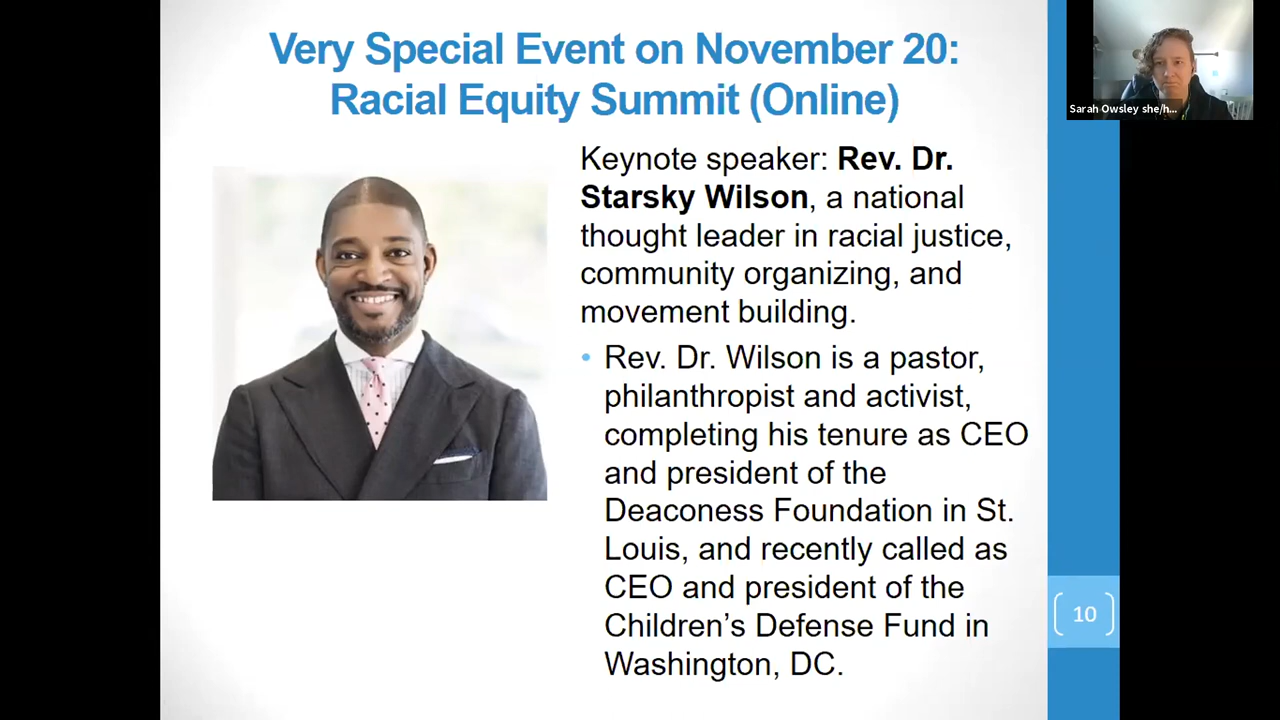 Very Special Event on November 20:
Racial Equity Summit (Online)
Keynote speaker: Rev. Dr.
Starsky Wilson, a national
thought leader in racial justice,
community organizing, and
movement building.
• Rev. Dr. Wilson is a pastor,
philanthropist and activist,
completing his tenure as CEO
and president of the
Deaconess Foundation in St.
Louis, and recently called as
CEO and president of the
Children’s Defense Fund in
Washington, DC.
10
Sarah Owsley she/h...